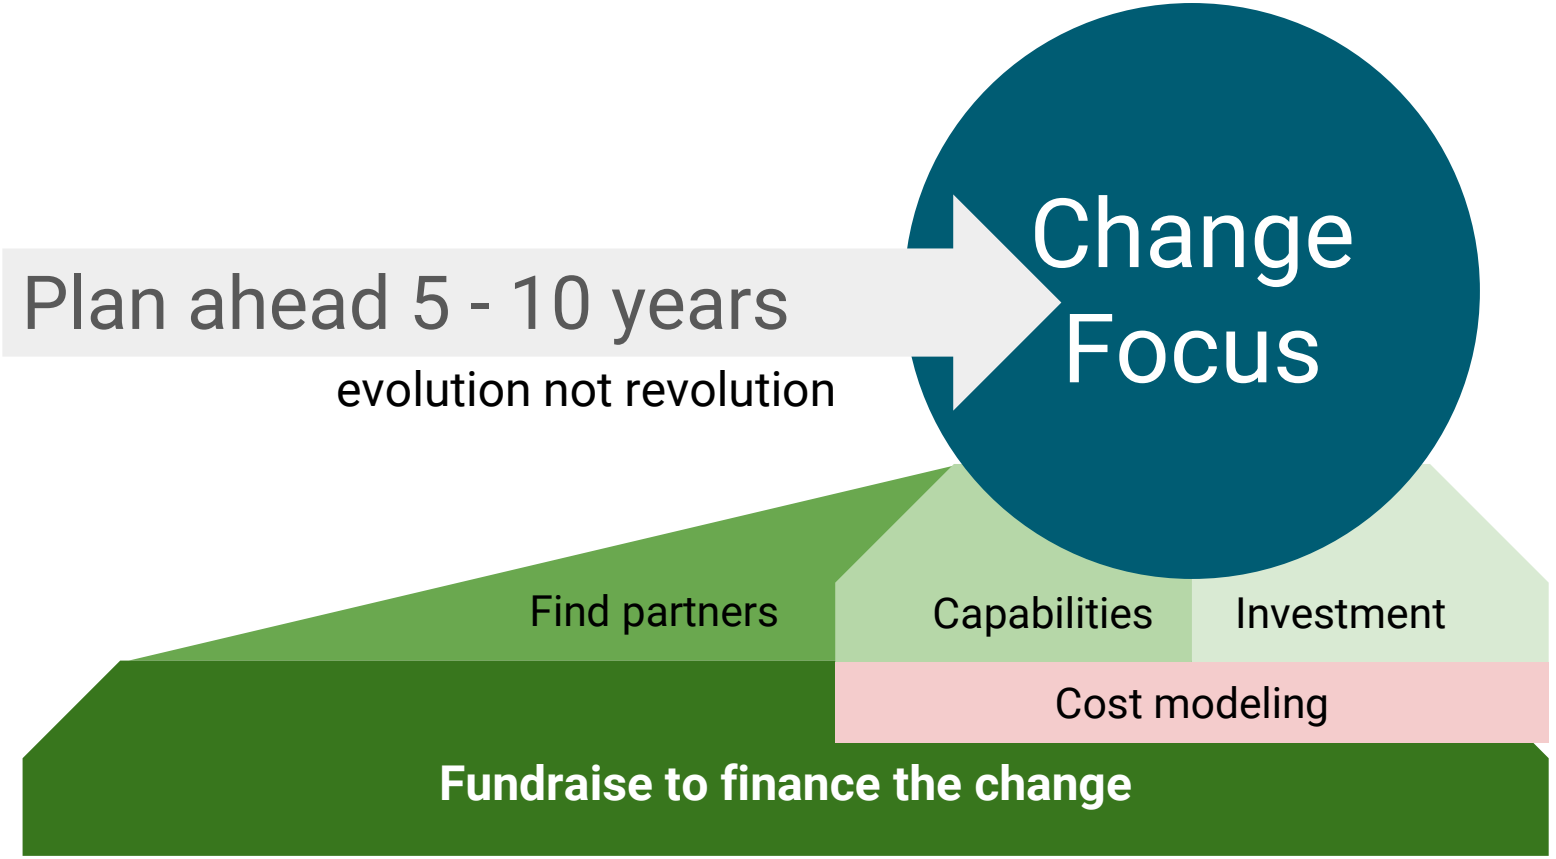 Change
Focus
Plan ahead 5 - 10 years
evolution not revolution
Find partners
Capabilities
Investment
Cost modeling
Fundraise to finance the change